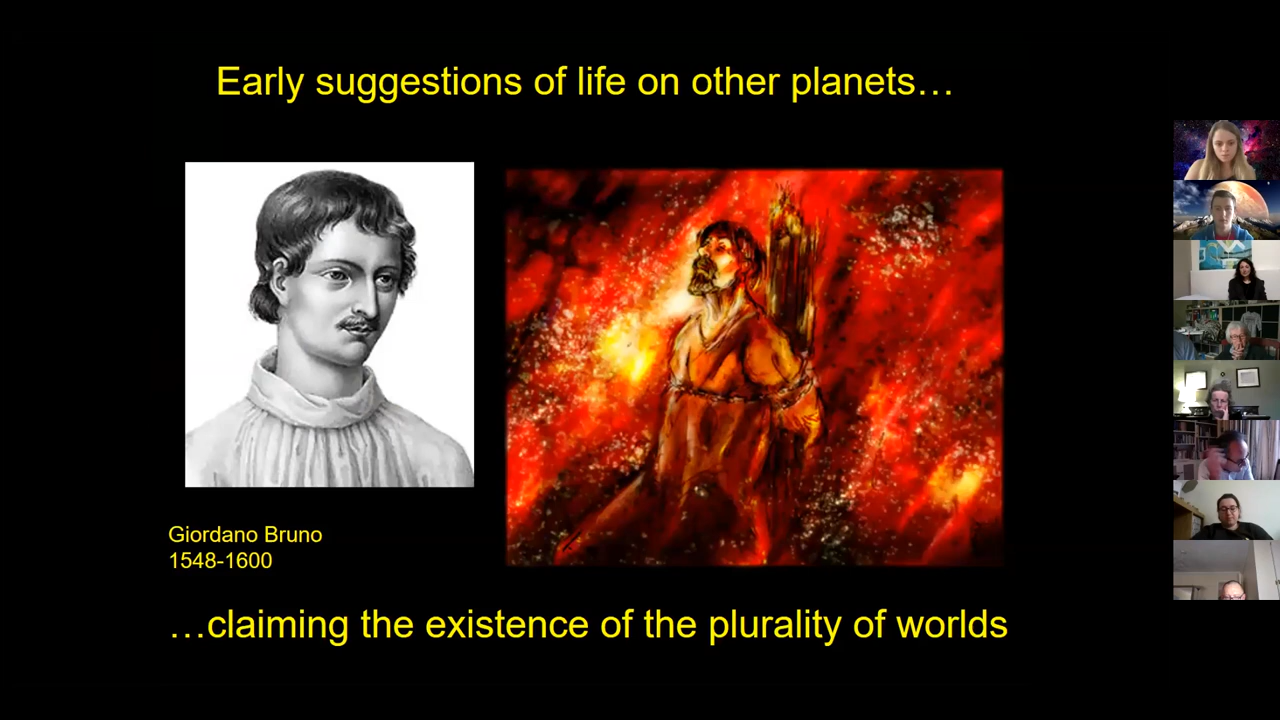 Early suggestions of life on other planets…
Giordano Bruno
1548-1600
…claiming the existence of the plurality of worlds